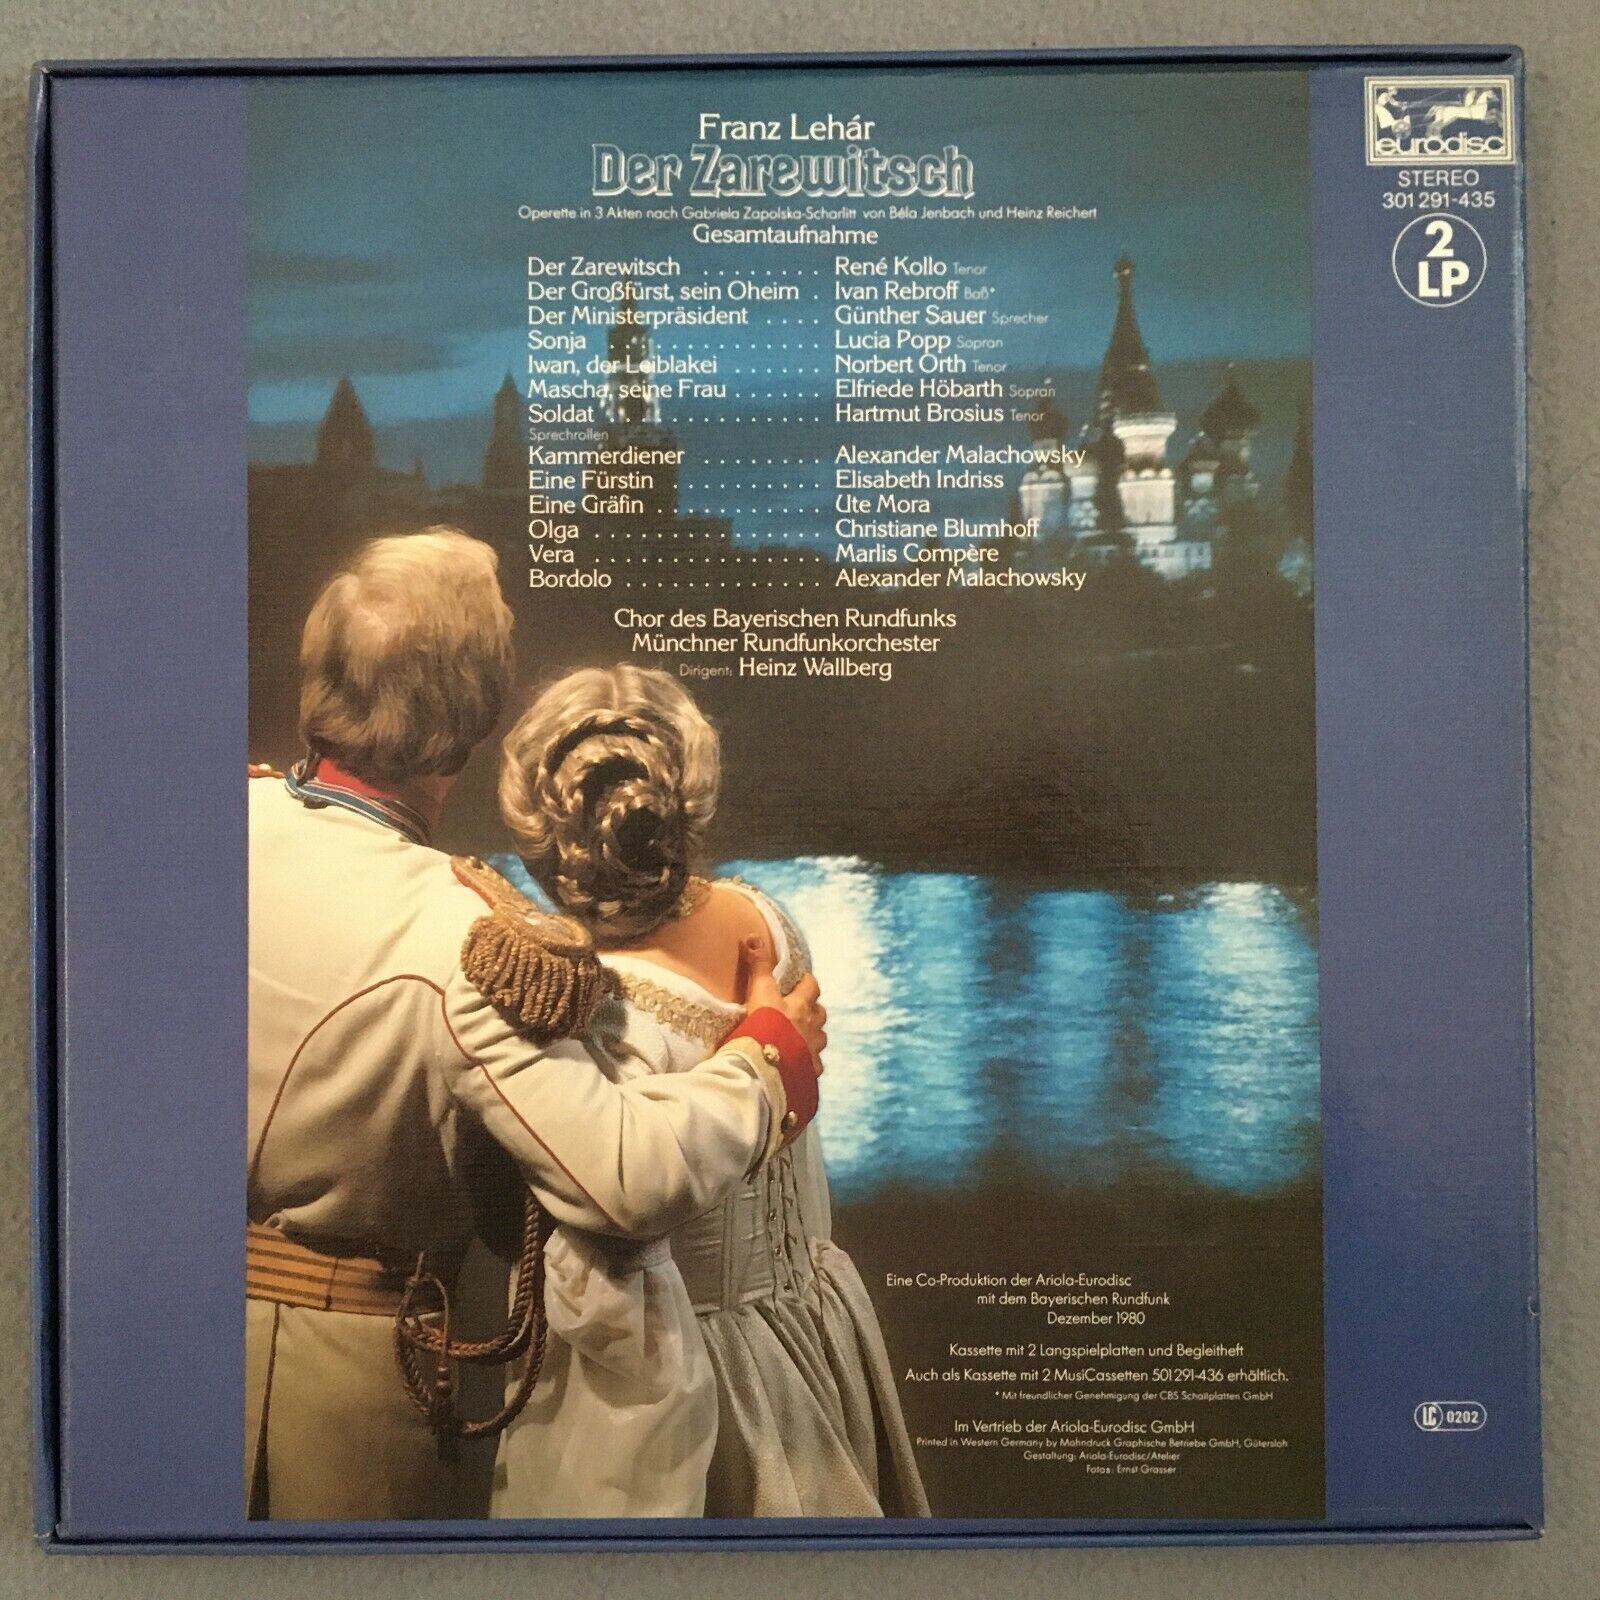 Franz Lehár
Der Zarewitsch
Operette in 3 Akten nach Gabriela Zapolska-Scharlitt von Béla Jenbach und Heinz Reichert
Gesamtaufnahme
Der Zarewitsch . . . . . . . . René Kollo Tenor
Der Großfürst, sein Oheim . Ivan Rebroff Baß*
Der Ministerpräsident . . . . Günther Sauer Sprecher
Sonja . . . . . . . . . . . . . Lucia Popp Sopran
Iwan, der Leiblakei . . . . . . Norbert Orth Tenor
Mascha, seine Frau . . . . . . Elfriede Höbarth Sopran
Soldat . . . . . . . . . . . . . Hartmut Brosius Tenor
Sprechrollen
Kammerdiener . . . . . . . . Alexander Malachowsky
Eine Fürstin . . . . . . . . . . Elisabeth Indriss
Eine Gräfin . . . . . . . . . . . Ute Mora
Olga . . . . . . . . . . . . . . Christiane Blumhoff
Vera . . . . . . . . . . . . . . . Marlis Compère
Bordolo . . . . . . . . . . . . Alexander Malachowsky
Chor des Bayerischen Rundfunks
Münchner Rundfunkorchester
Dirigent: Heinz Wallberg
eurodisc
STEREO
301 291-435
2
LP
Eine Co-Produktion der Ariola-Eurodisc
mit dem Bayerischen Rundfunk
Dezember 1980
Kassette mit 2 Langspielplatten und Begleitheft
Auch als Kassette mit 2 MusiCassetten 501291-436 erhältlich.
* Mit freundlicher Genehmigung der CBS Schallplatten GmbH
Im Vertrieb der Ariola-Eurodisc GmbH
Printed in Western Germany by Mohndruck Graphische Betriebe GmbH, Gütersloh
Gestaltung: Ariola-Eurodisc/Atelier
Fotos: Ernst Grasser
LC 0202